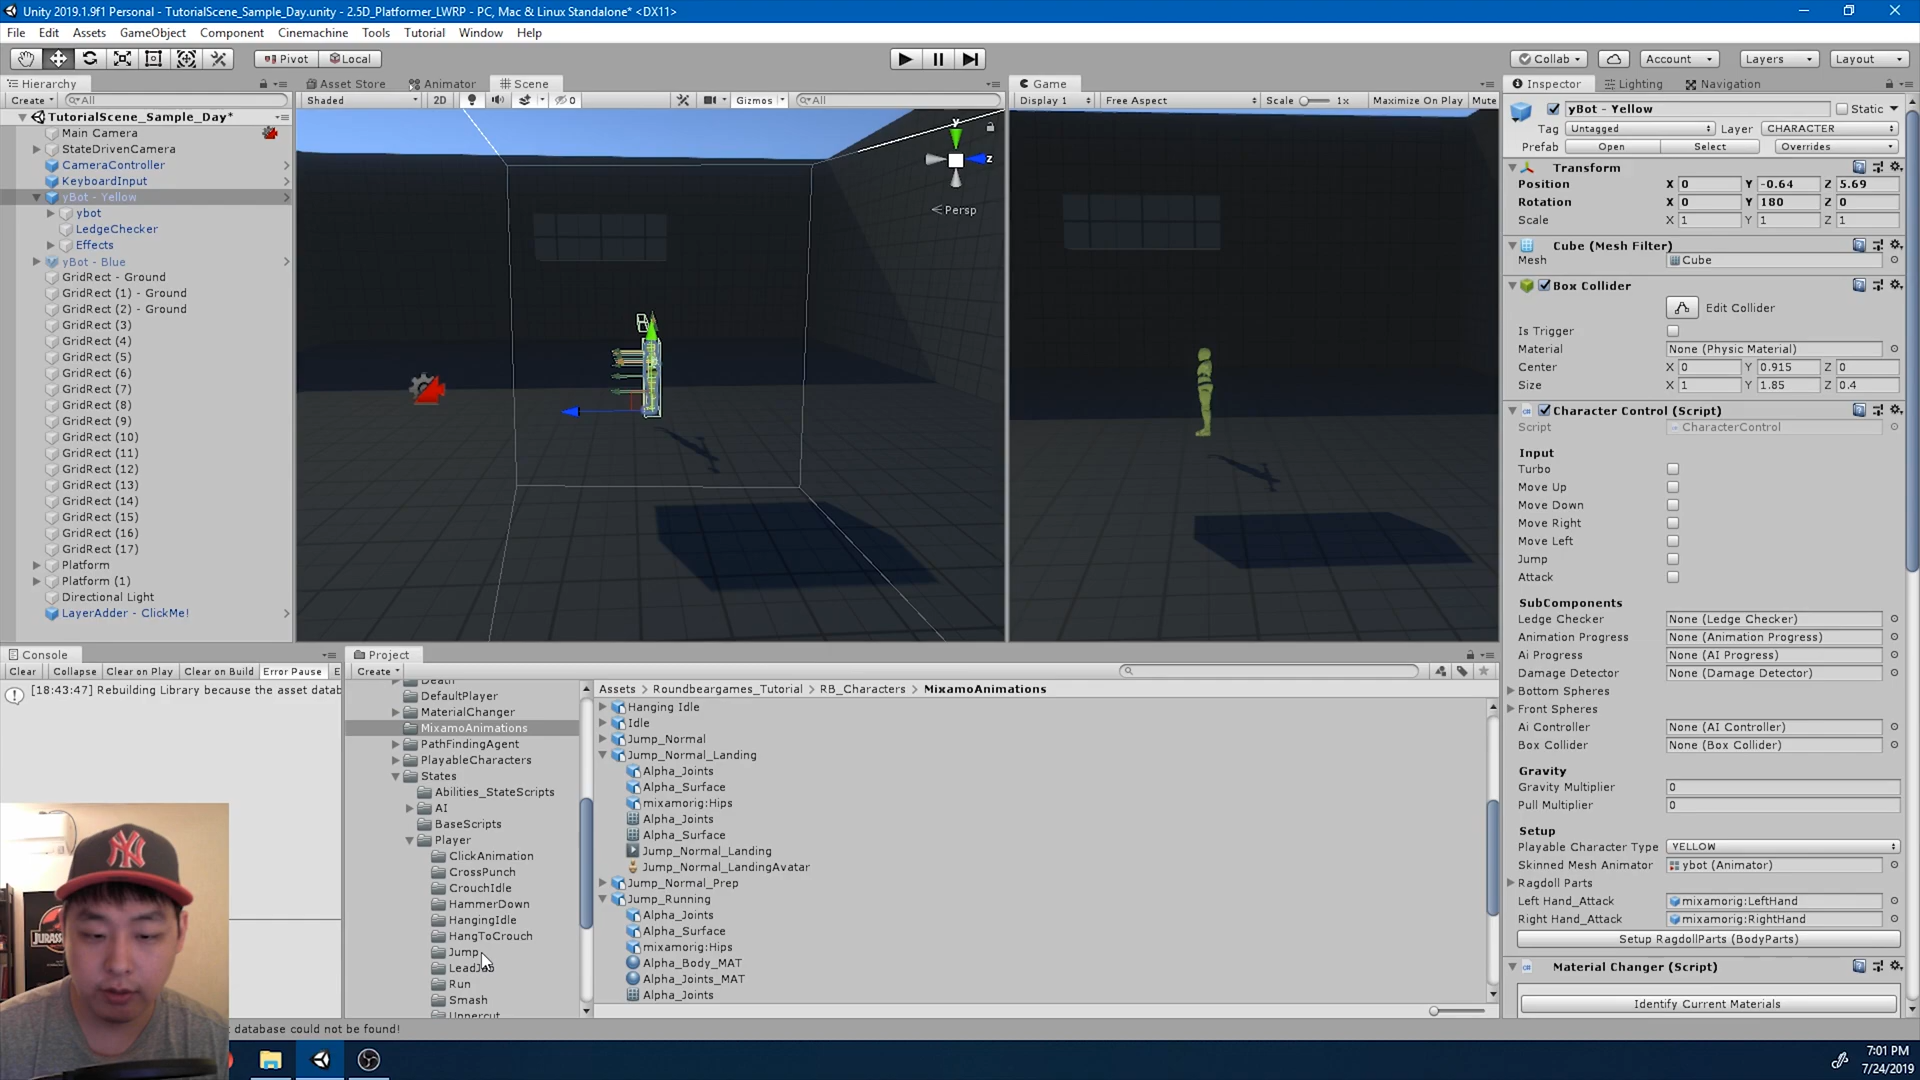 Unity 2019.1.9f1 Personal - TutorialScene_Sample_Day.unity - 2.5D_Platformer_LWRP - PC, Mac & Linux Standalone* <DX11>
File Edit Assets GameObject Component Cinemachine Tools Tutorial Window Help
Pivot Local Collab Account Layers Layout
Hierarchy Asset Store Animator Scene Game Inspector Lighting Navigation
Create All Shaded 2D 0 Gizmos All Display 1 Free Aspect Scale 1x Maximize On Play Mute
TutorialScene_Sample_Day*
Main Camera
StateDrivenCamera
CameraController
KeyboardInput
yBot - Yellow
ybot
LedgeChecker
Effects
yBot - Blue
GridRect - Ground
GridRect (1) - Ground
GridRect (2) - Ground
GridRect (3)
GridRect (4)
GridRect (5)
GridRect (6)
GridRect (7)
GridRect (8)
GridRect (9)
GridRect (10)
GridRect (11)
GridRect (12)
GridRect (13)
GridRect (14)
GridRect (15)
GridRect (16)
GridRect (17)
Platform
Platform (1)
Directional Light
LayerAdder - ClickMe!
y
z
Persp
yBot - Yellow Static
Tag Untagged Layer CHARACTER
Prefab Open Select Overrides
Transform
Position X 0 Y -0.64 Z 5.69
Rotation X 0 Y 180 Z 0
Scale X 1 Y 1 Z 1
Cube (Mesh Filter)
Mesh Cube
Box Collider
Edit Collider
Is Trigger
Material None (Physic Material)
Center X 0 Y 0.915 Z 0
Size X 1 Y 1.85 Z 0.4
Character Control (Script)
Script CharacterControl
Input
Turbo
Move Up
Move Down
Move Right
Move Left
Jump
Attack
SubComponents
Ledge Checker None (Ledge Checker)
Animation Progress None (Animation Progress)
Ai Progress None (AI Progress)
Damage Detector None (Damage Detector)
Bottom Spheres
Front Spheres
Ai Controller None (AI Controller)
Box Collider None (Box Collider)
Gravity
Gravity Multiplier 0
Pull Multiplier 0
Setup
Playable Character Type YELLOW
Skinned Mesh Animator ybot (Animator)
Ragdoll Parts
Left Hand_Attack mixamorig:LeftHand
Right Hand_Attack mixamorig:RightHand
Setup RagdollParts (BodyParts)
Material Changer (Script)
Identify Current Materials
Console
Clear Collapse Clear on Play Clear on Build Error Pause E
[18:43:47] Rebuilding Library because the asset datab
database could not be found!
Project
Create
Death
DefaultPlayer
MaterialChanger
MixamoAnimations
PathFindingAgent
PlayableCharacters
States
Abilities_StateScripts
AI
BaseScripts
Player
ClickAnimation
CrossPunch
CrouchIdle
HammerDown
HangingIdle
HangToCrouch
Jump
Run
Smash
Uppercut
Assets > Roundbeargames_Tutorial > RB_Characters > MixamoAnimations
Hanging Idle
Idle
Jump_Normal
Jump_Normal_Landing
Alpha_Joints
Alpha_Surface
mixamorig:Hips
Alpha_Joints
Alpha_Surface
Jump_Normal_Landing
Jump_Normal_LandingAvatar
Jump_Normal_Prep
Jump_Running
Alpha_Joints
Alpha_Surface
mixamorig:Hips
Alpha_Body_MAT
Alpha_Joints_MAT
Alpha_Joints
7:01 PM
7/24/2019